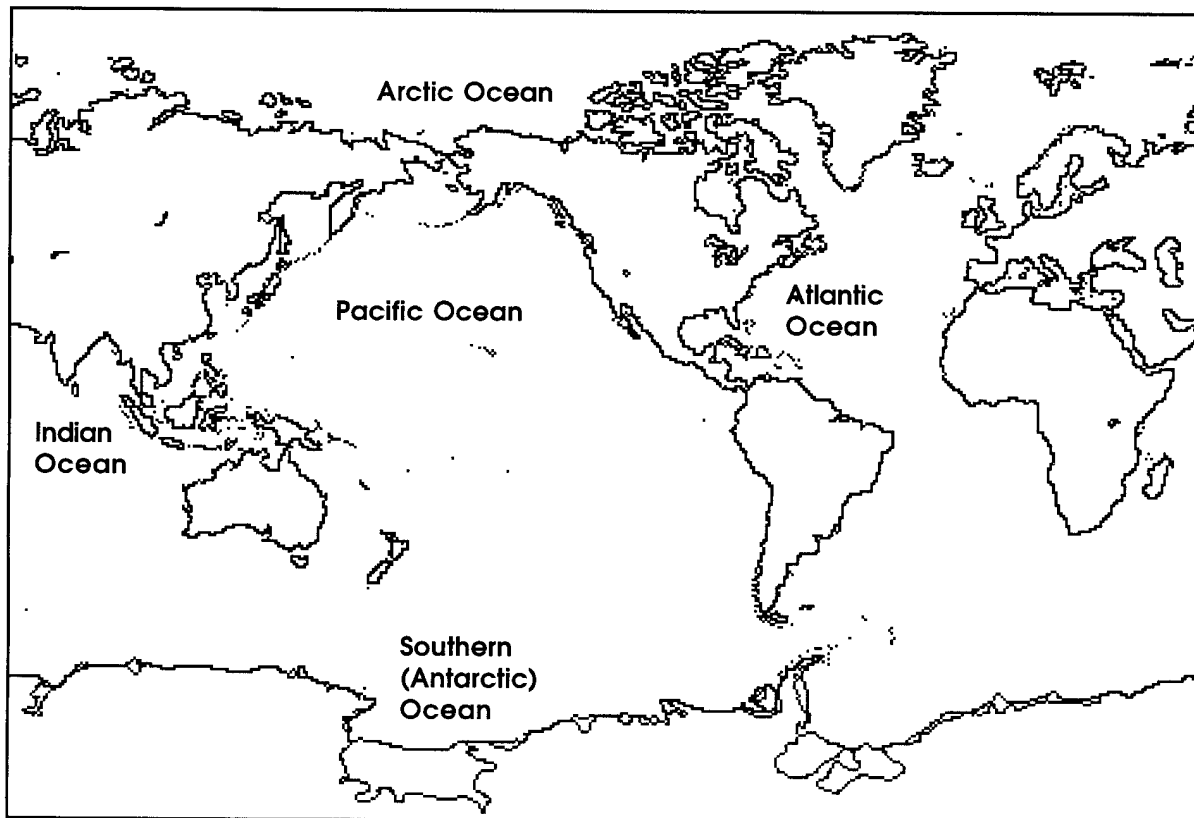 Arctic Ocean
Pacific Ocean
Atlantic
Ocean
Indian
Ocean
Southern
(Antarctic)
Ocean